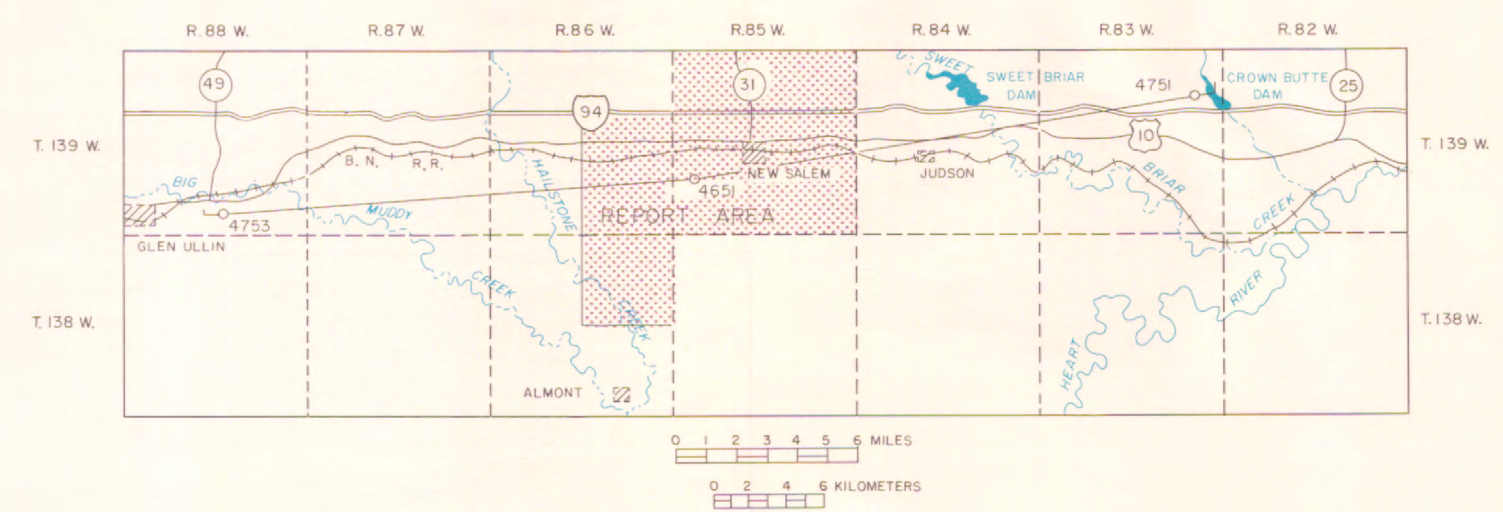 R. 88 W. R. 87 W. R. 86 W. R. 85 W. R. 84 W. R. 83 W. R. 82 W.
49
94
31
SWEET
SWEET BRIAR
DAM
4751
CROWN BUTTE
DAM
25
10
T. 139 W.
T. 139 W.
B. N. R. R.
HAILSTONE
NEW SALEM
JUDSON
BIG
4651
BRIAR
MUDDY
REPORT AREA
CREEK
4753
GLEN ULLIN
CREEK
CREEK
RIVER
T. 138 W.
T. 138 W.
HEART
ALMONT
0 1 2 3 4 5 6 MILES
0 2 4 6 KILOMETERS